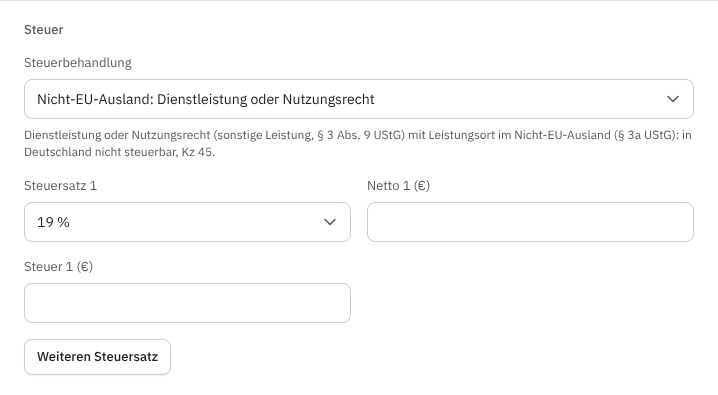 Steuer
Steuerbehandlung
Nicht-EU-Ausland: Dienstleistung oder Nutzungsrecht
Dienstleistung oder Nutzungsrecht (sonstige Leistung, § 3 Abs. 9 UStG) mit Leistungsort im Nicht-EU-Ausland (§ 3a UStG): in
Deutschland nicht steuerbar, Kz 45.
Steuersatz 1
Netto 1 (€)
19 %
Steuer 1 (€)
Weiteren Steuersatz